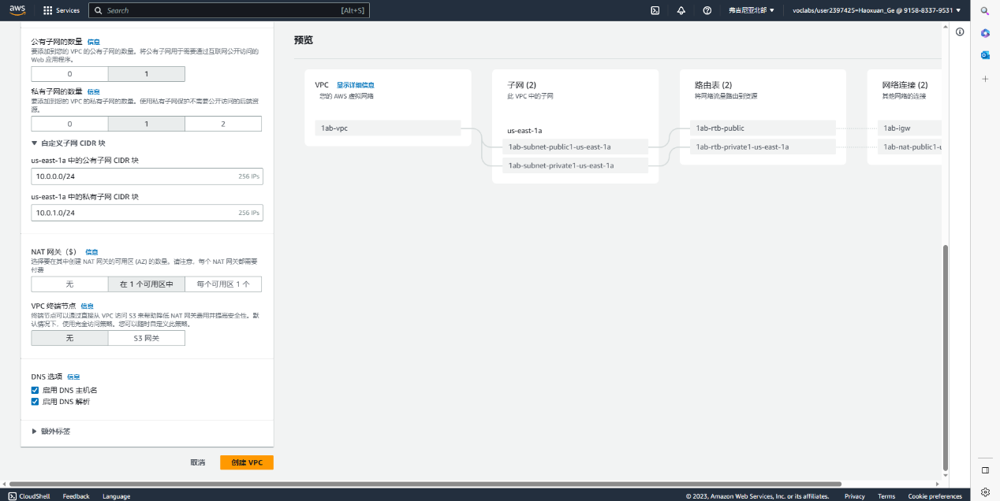 aws
Services
Search
[Alt+S]
弗吉尼亚北部
voclabs/user2397425=Haoxuan_Ge @ 9158-8337-9531
公有子网的数量 信息
要添加到您的 VPC 的公有子网的数量。将公有子网用于需要通过互联网公开访问的
Web 应用程序。
0 1
私有子网的数量 信息
要添加到您的 VPC 的私有子网的数量。使用私有子网保护不需要公开访问的后端资
源。
0 1 2
自定义子网 CIDR 块
us-east-1a 中的公有子网 CIDR 块
10.0.0.0/24 256 IPs
us-east-1a 中的私有子网 CIDR 块
10.0.1.0/24 256 IPs
NAT 网关（$） 信息
选择要在其中创建 NAT 网关的可用区 (AZ) 的数量。请注意，每个 NAT 网关都需要
付费
无 在 1 个可用区中 每个可用区 1 个
VPC 终端节点 信息
终端节点可以通过直接从 VPC 访问 S3 来帮助降低 NAT 网关费用并提高安全性。默
认情况下，使用完全访问策略。您可以随时自定义此策略。
无 S3 网关
DNS 选项 信息
启用 DNS 主机名
启用 DNS 解析
额外标签
取消 创建 VPC
预览
VPC 显示详细信息
您的 AWS 虚拟网络
1ab-vpc
子网 (2)
此 VPC 中的子网
us-east-1a
1ab-subnet-public1-us-east-1a
1ab-subnet-private1-us-east-1a
路由表 (2)
将网络流量路由到资源
1ab-rtb-public
1ab-rtb-private1-us-east-1a
网络连接 (2)
其他网络的连接
1ab-igw
1ab-nat-public1-u
CloudShell Feedback Language
© 2023, Amazon Web Services, Inc. or its affiliates. Privacy Terms Cookie preferences